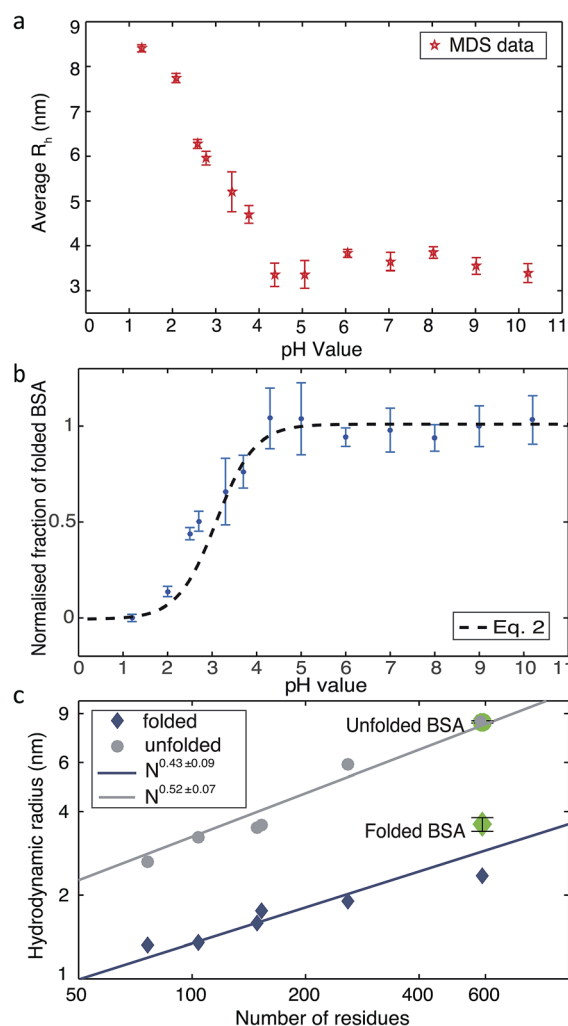 a
9
8
7
6
5
4
3
2
Average R_h (nm)
MDS data
0 1 2 3 4 5 6 7 8 9 10 11
pH Value
b
1
0.5
0
Normalised fraction of folded BSA
Eq. 2
0 1 2 3 4 5 6 7 8 9 10 11
pH value
c
9
6
4
2
1
Hydrodynamic radius (nm)
folded
unfolded
N^0.43±0.09
N^0.52±0.07
Unfolded BSA
Folded BSA
50 100 200 400 600
Number of residues